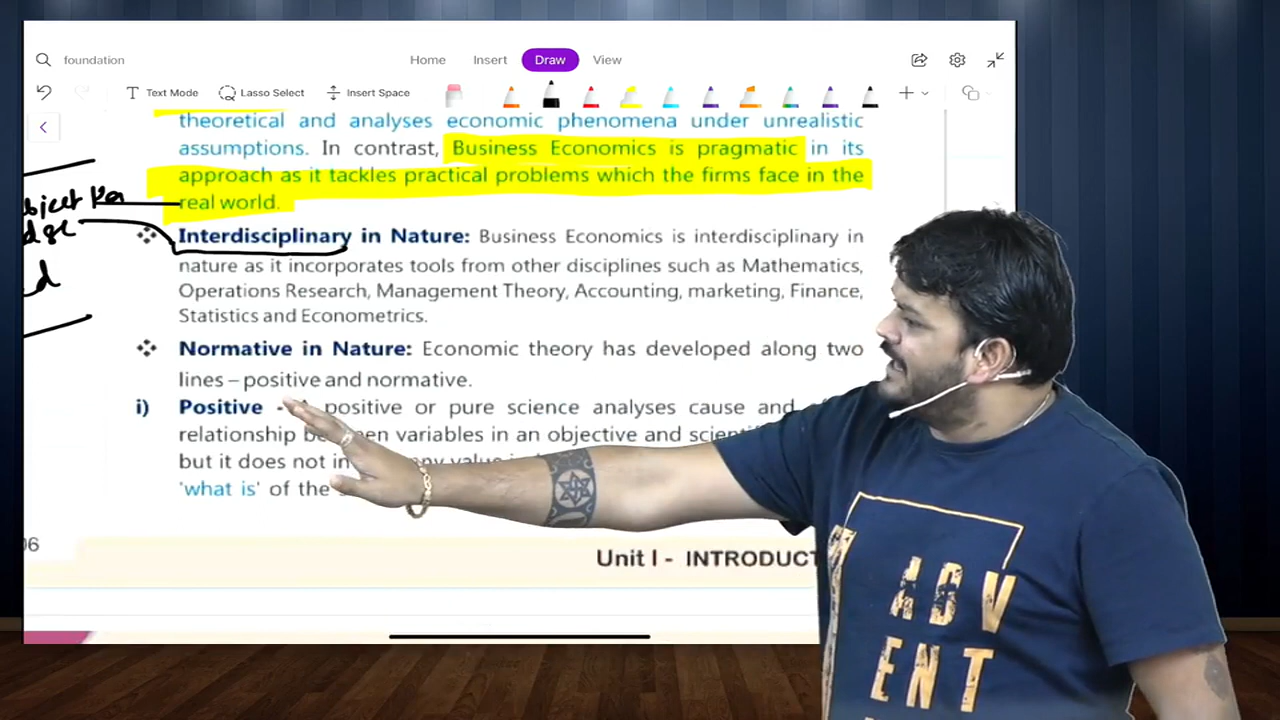 foundation
Home Insert Draw View
Text Mode Lasso Select Insert Space
theoretical and analyses economic phenomena under unrealistic
assumptions. In contrast, Business Economics is pragmatic in its
approach as it tackles practical problems which the firms face in the
real world.
❖ Interdisciplinary in Nature: Business Economics is interdisciplinary in
nature as it incorporates tools from other disciplines such as Mathematics,
Operations Research, Management Theory, Accounting, marketing, Finance,
Statistics and Econometrics.
❖ Normative in Nature: Economic theory has developed along two
lines – positive and normative.
i) Positive - positive or pure science analyses cause and
relationship variables in an objective and
but it does not any
'what is' of the
06
Unit I - INTRODUCT
ADV
ENT